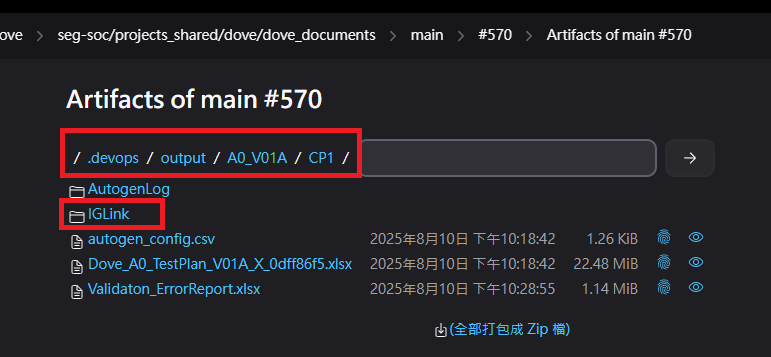 ove > seg-soc/projects_shared/dove/dove_documents > main > #570 > Artifacts of main #570
Artifacts of main #570
/ .devops / output / A0_V01A / CP1 /
AutogenLog
IGLink
autogen_config.csv 2025年8月10日 下午10:18:42 1.26 KiB
Dove_A0_TestPlan_V01A_X_0dff86f5.xlsx 2025年8月10日 下午10:18:42 22.48 MiB
Validaton_ErrorReport.xlsx 2025年8月10日 下午10:28:55 1.14 MiB
(全部打包成 Zip 檔)